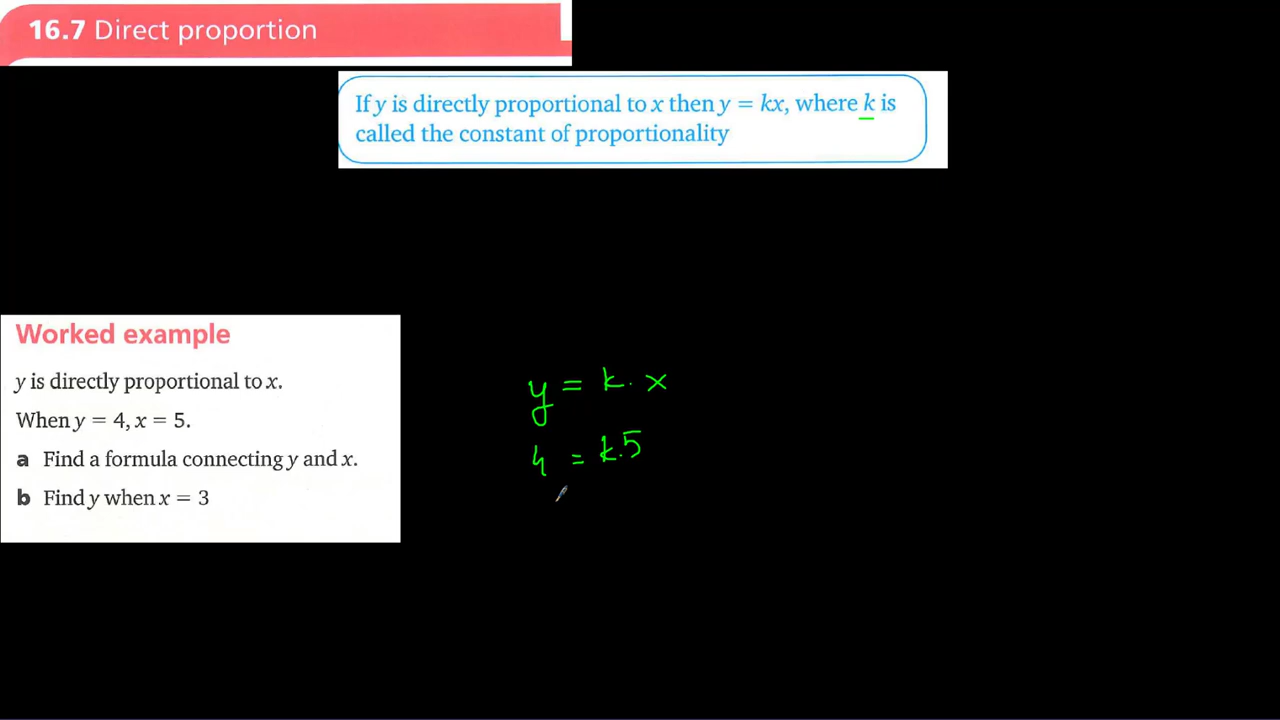 16.7 Direct proportion
If y is directly proportional to x then y = kx, where k is
called the constant of proportionality
Worked example
y is directly proportional to x.
When y = 4, x = 5.
a Find a formula connecting y and x.
b Find y when x = 3
y = k. x
4 = k.5